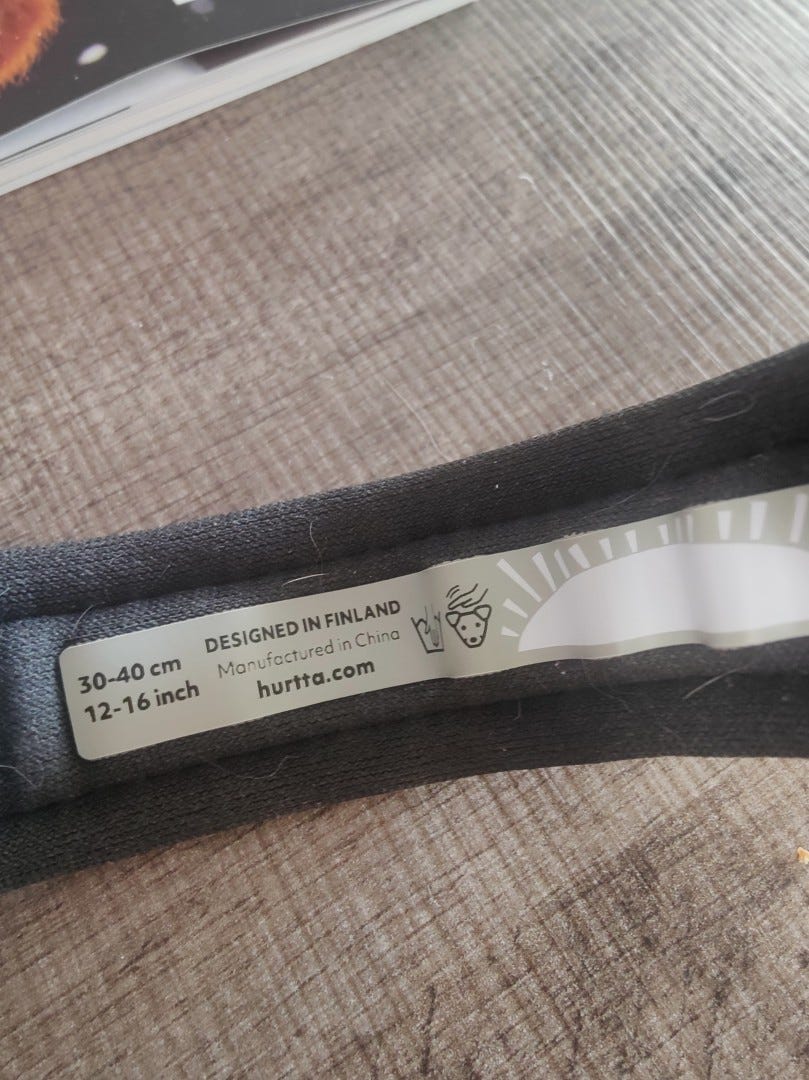 30-40 cm
12-16 inch
DESIGNED IN FINLAND
Manufactured in China
hurtta.com